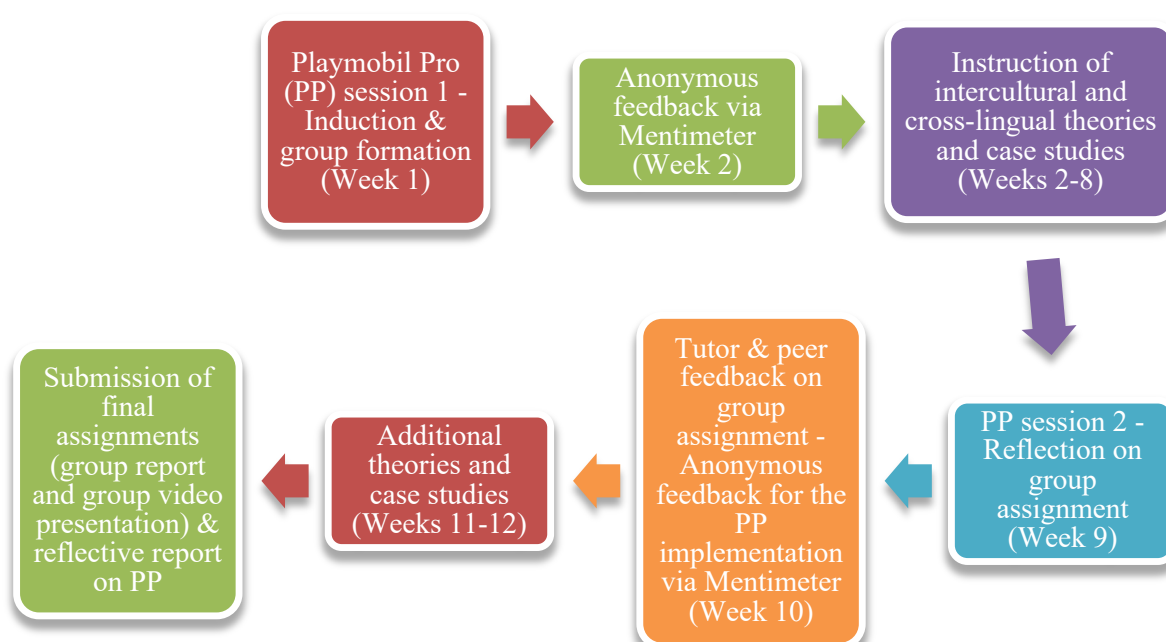 Playmobil Pro
(PP) session 1 -
Induction &
group formation
(Week 1)
Anonymous
feedback via
Mentimeter
(Week 2)
Instruction of
intercultural and
cross-lingual theories
and case studies
(Weeks 2-8)
PP session 2 -
Reflection on
group
assignment
(Week 9)
Tutor & peer
feedback on
group
assignment -
Anonymous
feedback for the
PP
implementation
via Mentimeter
(Week 10)
Additional
theories and
case studies
(Weeks 11-12)
Submission of
final
assignments
(group report
and group video
presentation) &
reflective report
on PP